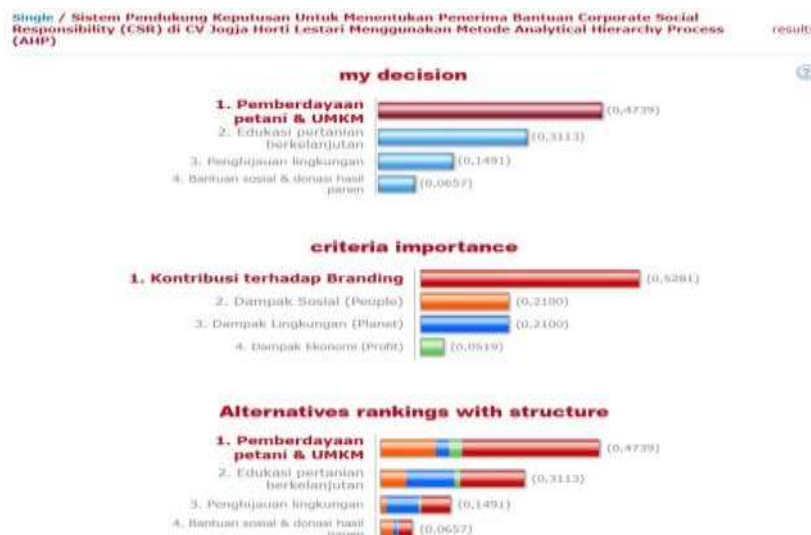 Single / Sistem Pendukung Keputusan Untuk Menentukan Penerima Bantuan Corporate Social
Responsibility (CSR) di CV Jogja Horti Lestari Menggunakan Metode Analytical Hierarchy Process
(AHP)
results
my decision
1. Pemberdayaan
petani & UMKM
(0,4739)
2. Edukasi pertanian
berkelanjutan
(0,3113)
3. Penghijauan lingkungan
(0,1491)
4. Bantuan sosial & donasi hasil
panen
(0,0657)
criteria importance
1. Kontribusi terhadap Branding
(0,5281)
2. Dampak Sosial (People)
(0,2100)
3. Dampak Lingkungan (Planet)
(0,2100)
4. Dampak Ekonomi (Profit)
(0,0519)
Alternatives rankings with structure
1. Pemberdayaan
petani & UMKM
(0,4739)
2. Edukasi pertanian
berkelanjutan
(0,3113)
3. Penghijauan lingkungan
(0,1491)
4. Bantuan sosial & donasi hasil
panen
(0,0657)